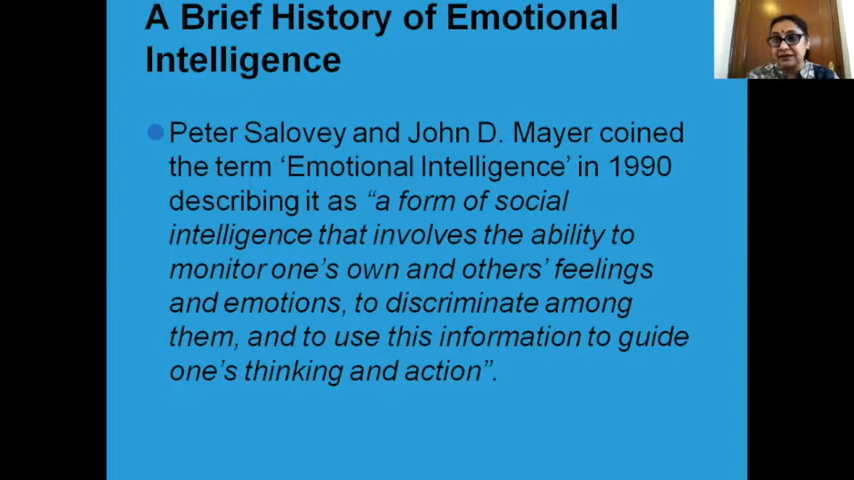 A Brief History of Emotional
Intelligence
Peter Salovey and John D. Mayer coined
the term ‘Emotional Intelligence’ in 1990
describing it as “a form of social
intelligence that involves the ability to
monitor one’s own and others’ feelings
and emotions, to discriminate among
them, and to use this information to guide
one’s thinking and action”.